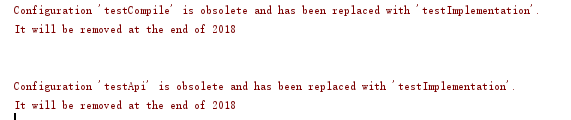 Configuration 'testCompile' is obsolete and has been replaced with 'testImplementation'.
It will be removed at the end of 2018
Configuration 'testApi' is obsolete and has been replaced with 'testImplementation'.
It will be removed at the end of 2018